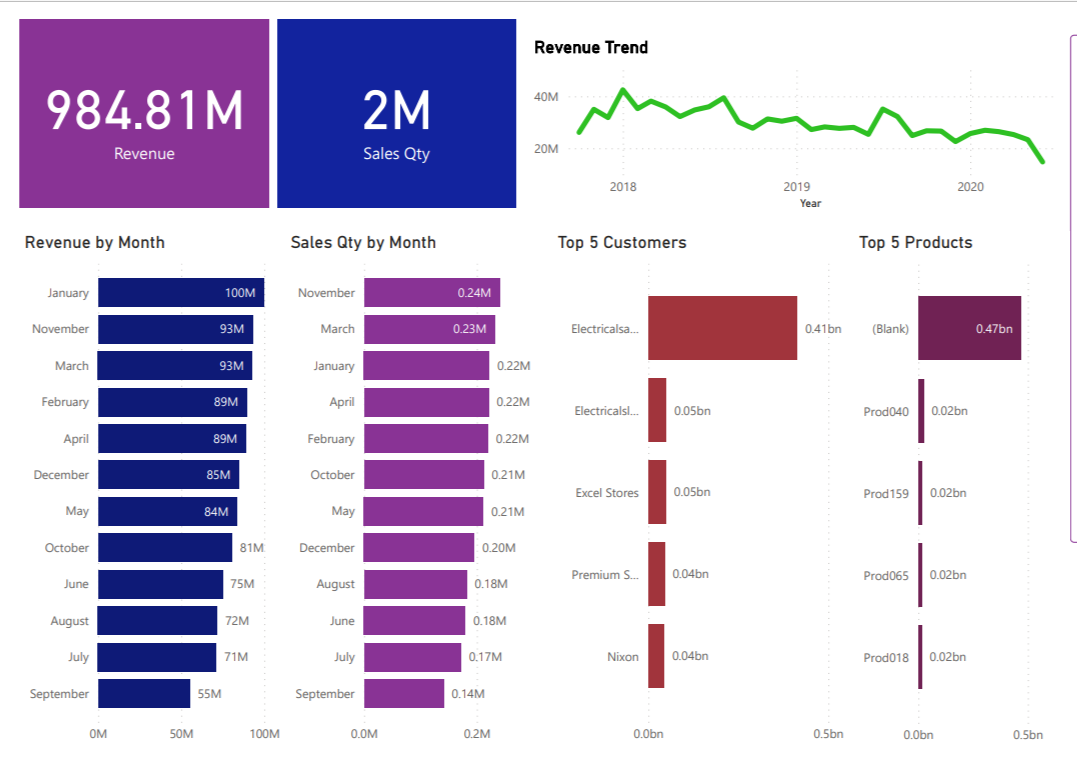 984.81M
Revenue
2M
Sales Qty
Revenue Trend
40M
20M
2018 2019 2020
Year
Revenue by Month
January 100M
November 93M
March 93M
February 89M
April 89M
December 85M
May 84M
October 81M
June 75M
August 72M
July 71M
September 55M
0M 50M 100M
Sales Qty by Month
November 0.24M
March 0.23M
January 0.22M
April 0.22M
February 0.22M
October 0.21M
May 0.21M
December 0.20M
August 0.18M
June 0.18M
July 0.17M
September 0.14M
0.0M 0.2M
Top 5 Customers
Electricalsa... 0.41bn
Electricalsl... 0.05bn
Excel Stores 0.05bn
Premium S... 0.04bn
Nixon 0.04bn
0.0bn 0.5bn
Top 5 Products
(Blank) 0.47bn
Prod040 0.02bn
Prod159 0.02bn
Prod065 0.02bn
Prod018 0.02bn
0.0bn 0.5bn